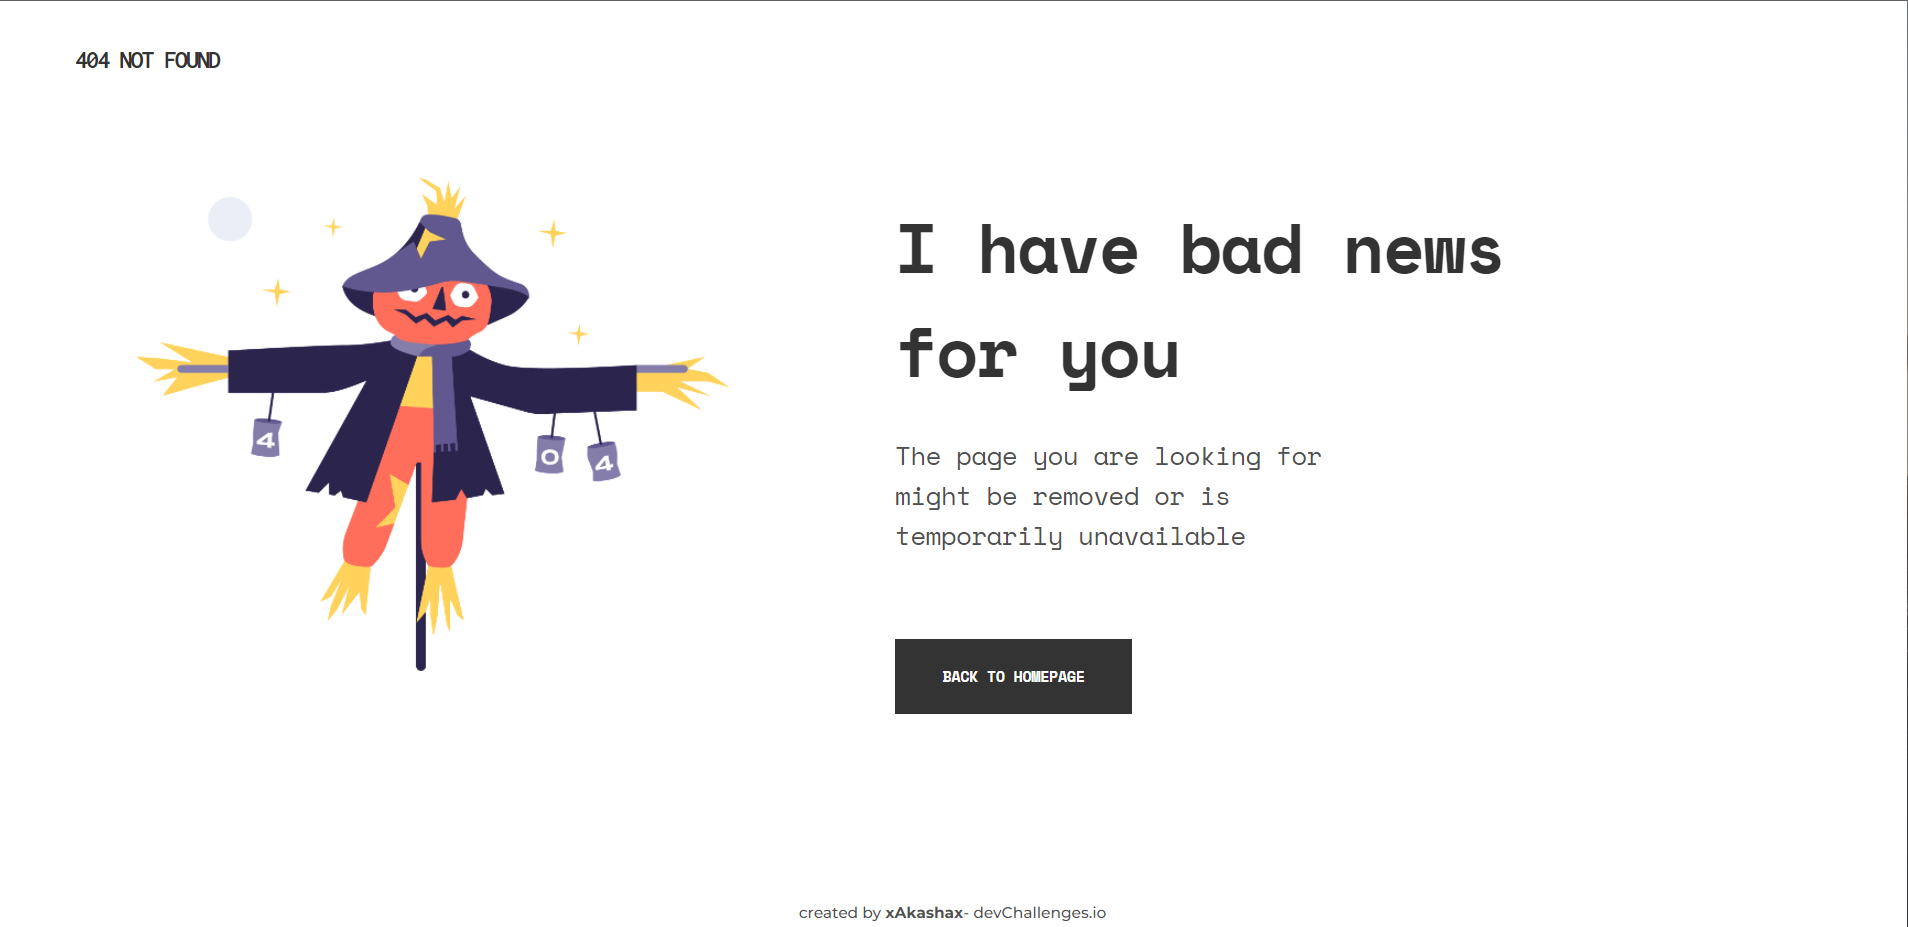 404 NOT FOUND
4
0
4
I have bad news
for you
The page you are looking for
might be removed or is
temporarily unavailable
BACK TO HOMEPAGE
created by xAkashax- devChallenges.io